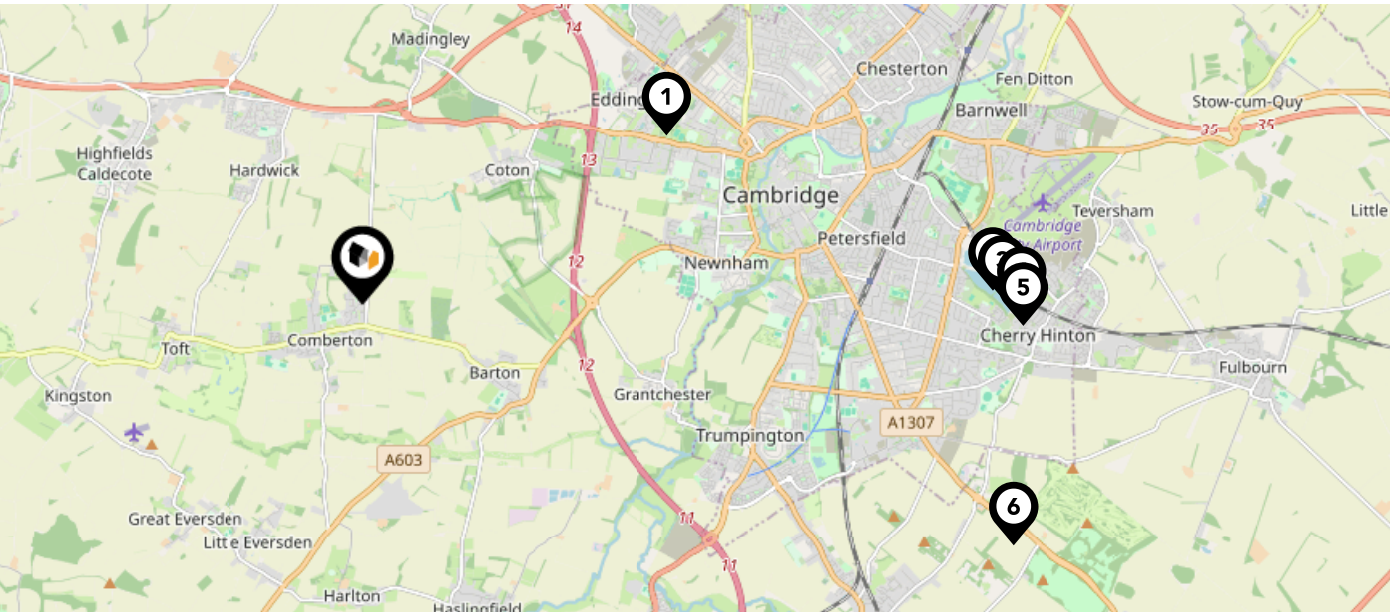 14
Madingley
Chesterton
Fen Ditton
1
Stow-cum-Quy
Barnwell
35
35
Highfields
Caldecote
Hardwick
Coton
13
Cambridge
Teversham
Little
Cambridge
Airport
Petersfield
12
Newnham
5
Comberton
Toft
Cherry Hinton
12
Barton
Fulbourn
Kingston
Grantchester
A1307
Trumpington
A603
6
Great Eversden
Litt e Eversden
11
11
Harlton
Haslingfield